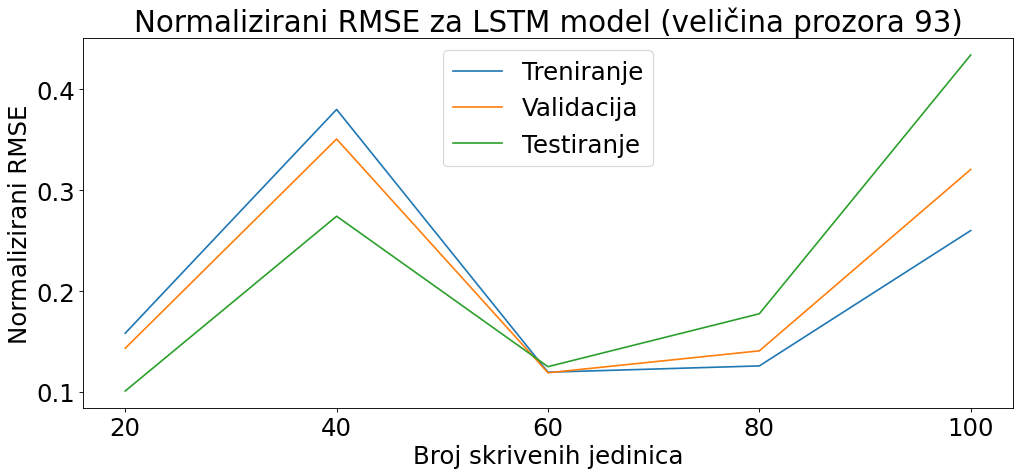 Normalizirani RMSE za LSTM model (veličina prozora 93)
Treniranje
Validacija
Testiranje
Normalizirani RMSE
0.4
0.3
0.2
0.1
20 40 60 80 100
Broj skrivenih jedinica